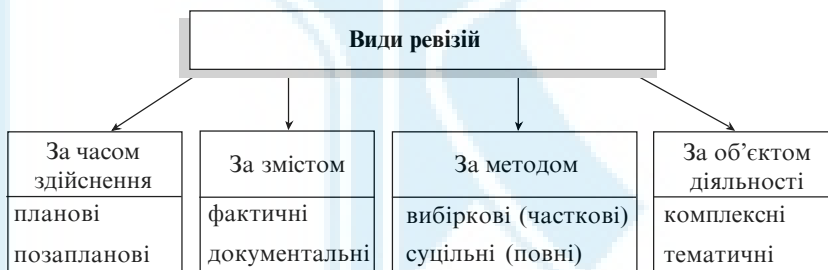 Види ревізій
За часом
здійснення
планові
позапланові
За змістом
фактичні
документальні
За методом
вибіркові (часткові)
суцільні (повні)
За об’єктом
діяльності
комплексні
тематичні